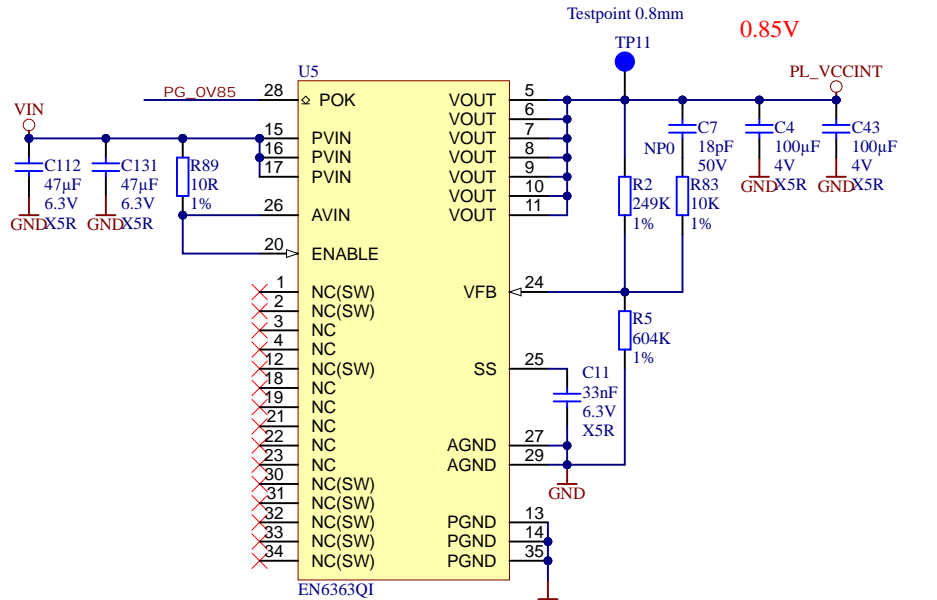 Testpoint 0.8mm
0.85V
TP11
U5
PL_VCCINT
PG_0V85
28
POK
VOUT
5
VOUT
6
VIN
15
PVIN
VOUT
7
16
PVIN
VOUT
8
17
PVIN
VOUT
9
VOUT
10
26
AVIN
VOUT
11
C112
47µF
6.3V
X5R
GND
C131
47µF
6.3V
X5R
GND
R89
10R
1%
C7
18pF
50V
NP0
C4
100µF
4V
X5R
GND
C43
100µF
4V
X5R
GND
R2
249K
1%
R83
10K
1%
20
ENABLE
1
NC(SW)
VFB
24
2
NC(SW)
3
NC
4
NC
R5
604K
1%
12
NC(SW)
SS
25
18
NC
C11
33nF
6.3V
X5R
19
NC
21
NC
22
NC
AGND
27
23
NC
AGND
29
30
NC(SW)
GND
31
NC(SW)
32
NC(SW)
PGND
13
33
NC(SW)
PGND
14
34
NC(SW)
PGND
35
EN6363QI